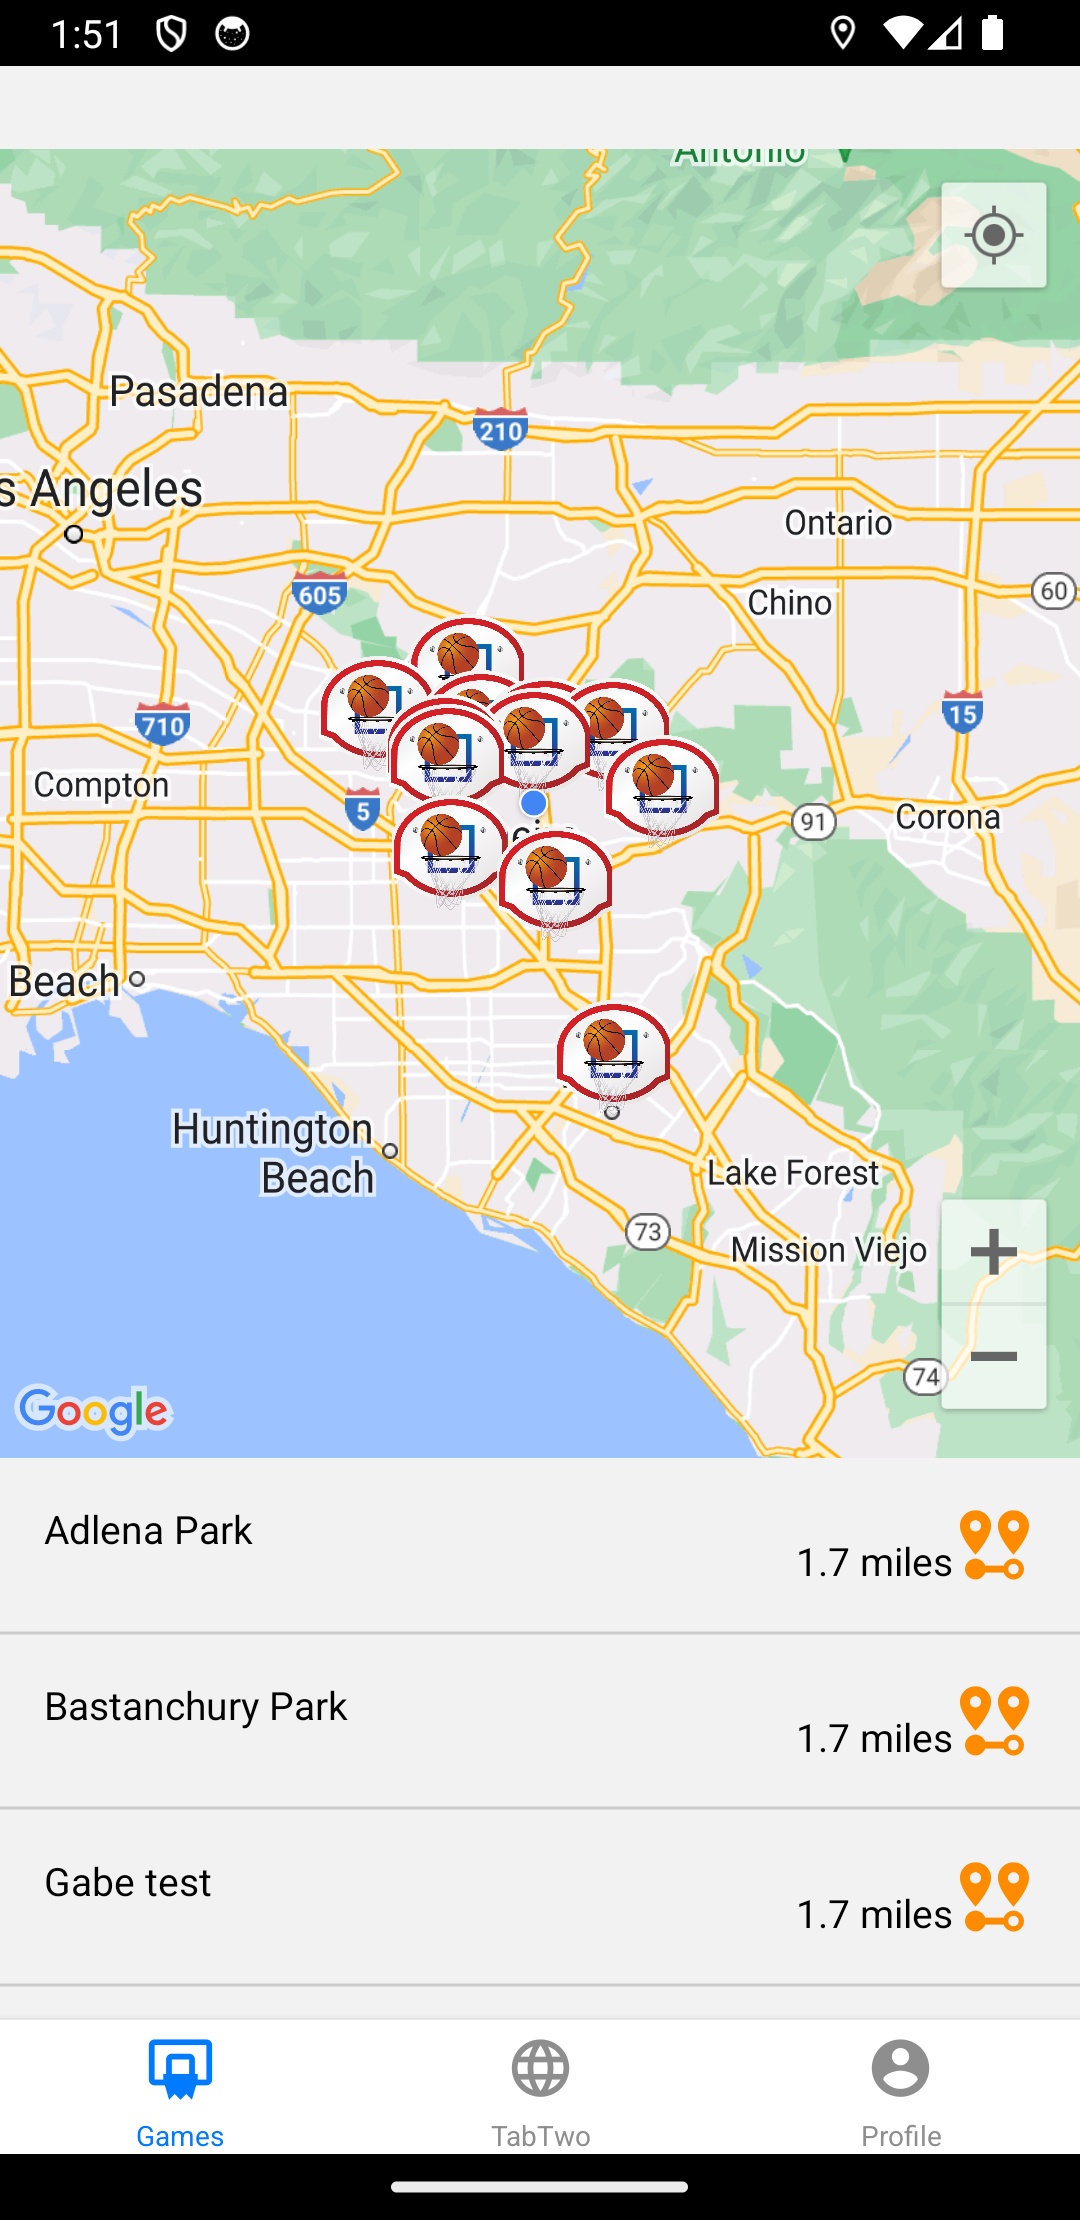 1:51
Antonio
Pasadena
210
s Angeles
Ontario
605
Chino
60
710
15
Compton
5
91
Corona
Beach
Huntington
Beach
Lake Forest
73
Mission Viejo
74
Google
Adlena Park
1.7 miles
Bastanchury Park
1.7 miles
Gabe test
1.7 miles
Games
TabTwo
Profile